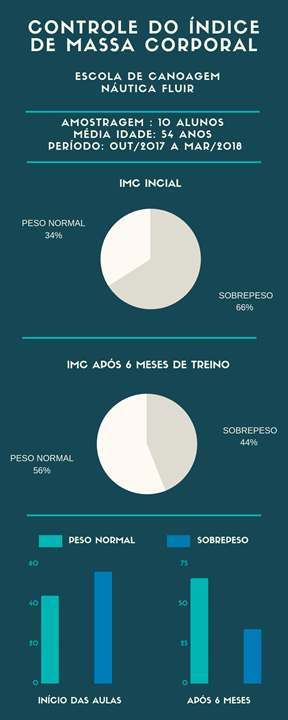 CONTROLE DO ÍNDICE
DE MASSA CORPORAL
ESCOLA DE CANOAGEM
NÁUTICA FLUIR
AMOSTRAGEM : 10 ALUNOS
MÉDIA IDADE: 54 ANOS
PERÍODO: OUT/2017 A MAR/2018
IMC INCIAL
PESO NORMAL
34%
SOBREPESO
66%
IMC APÓS 6 MESES DE TREINO
SOBREPESO
44%
PESO NORMAL
56%
PESO NORMAL SOBREPESO
60 75
40 50
20 25
0 0
INÍCIO DAS AULAS APÓS 6 MESES